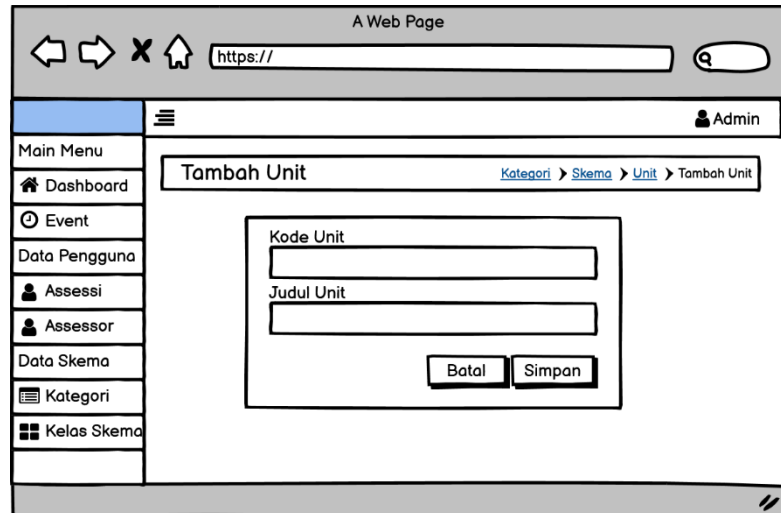 A Web Page
https://
Admin
Main Menu
Dashboard
Event
Data Pengguna
Assessi
Assessor
Data Skema
Kategori
Kelas Skema
Tambah Unit
Kategori > Skema > Unit > Tambah Unit
Kode Unit
Judul Unit
Batal Simpan